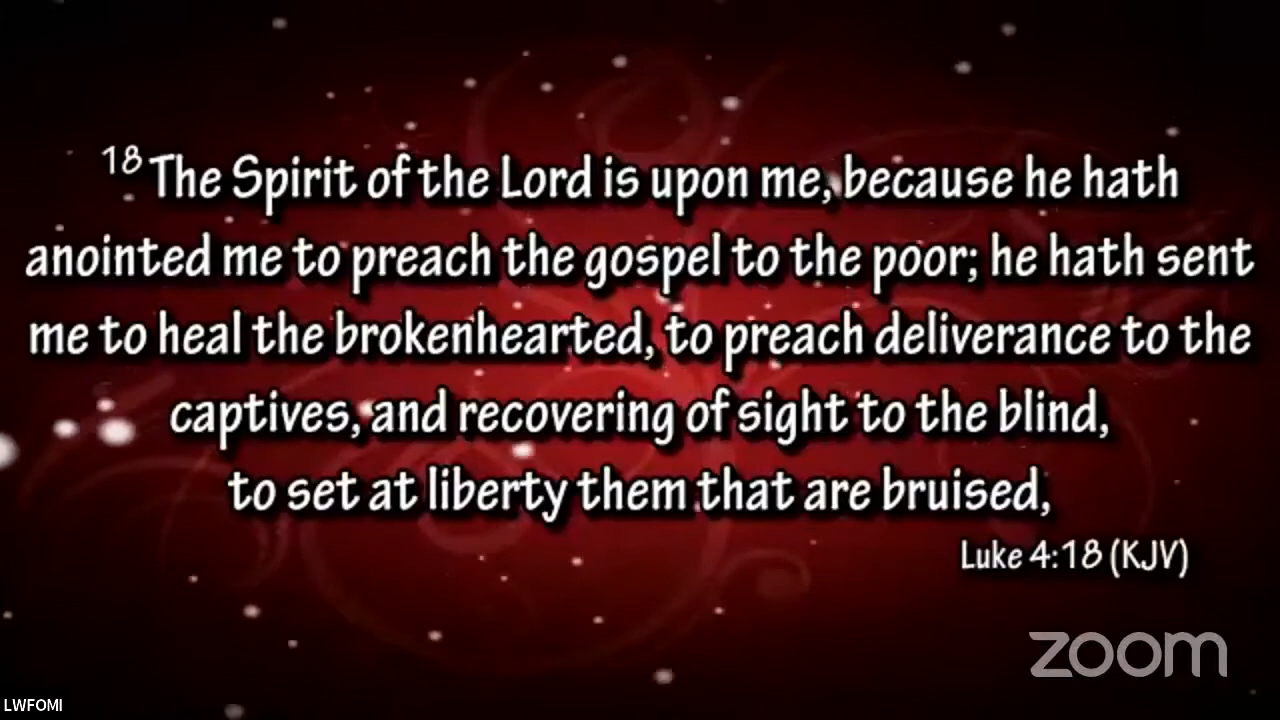 18 The Spirit of the Lord is upon me, because he hath
anointed me to preach the gospel to the poor; he hath sent
me to heal the brokenhearted, to preach deliverance to the
captives, and recovering of sight to the blind,
to set at liberty them that are bruised,
Luke 4:18 (KJV)
zoom
LWFOMI